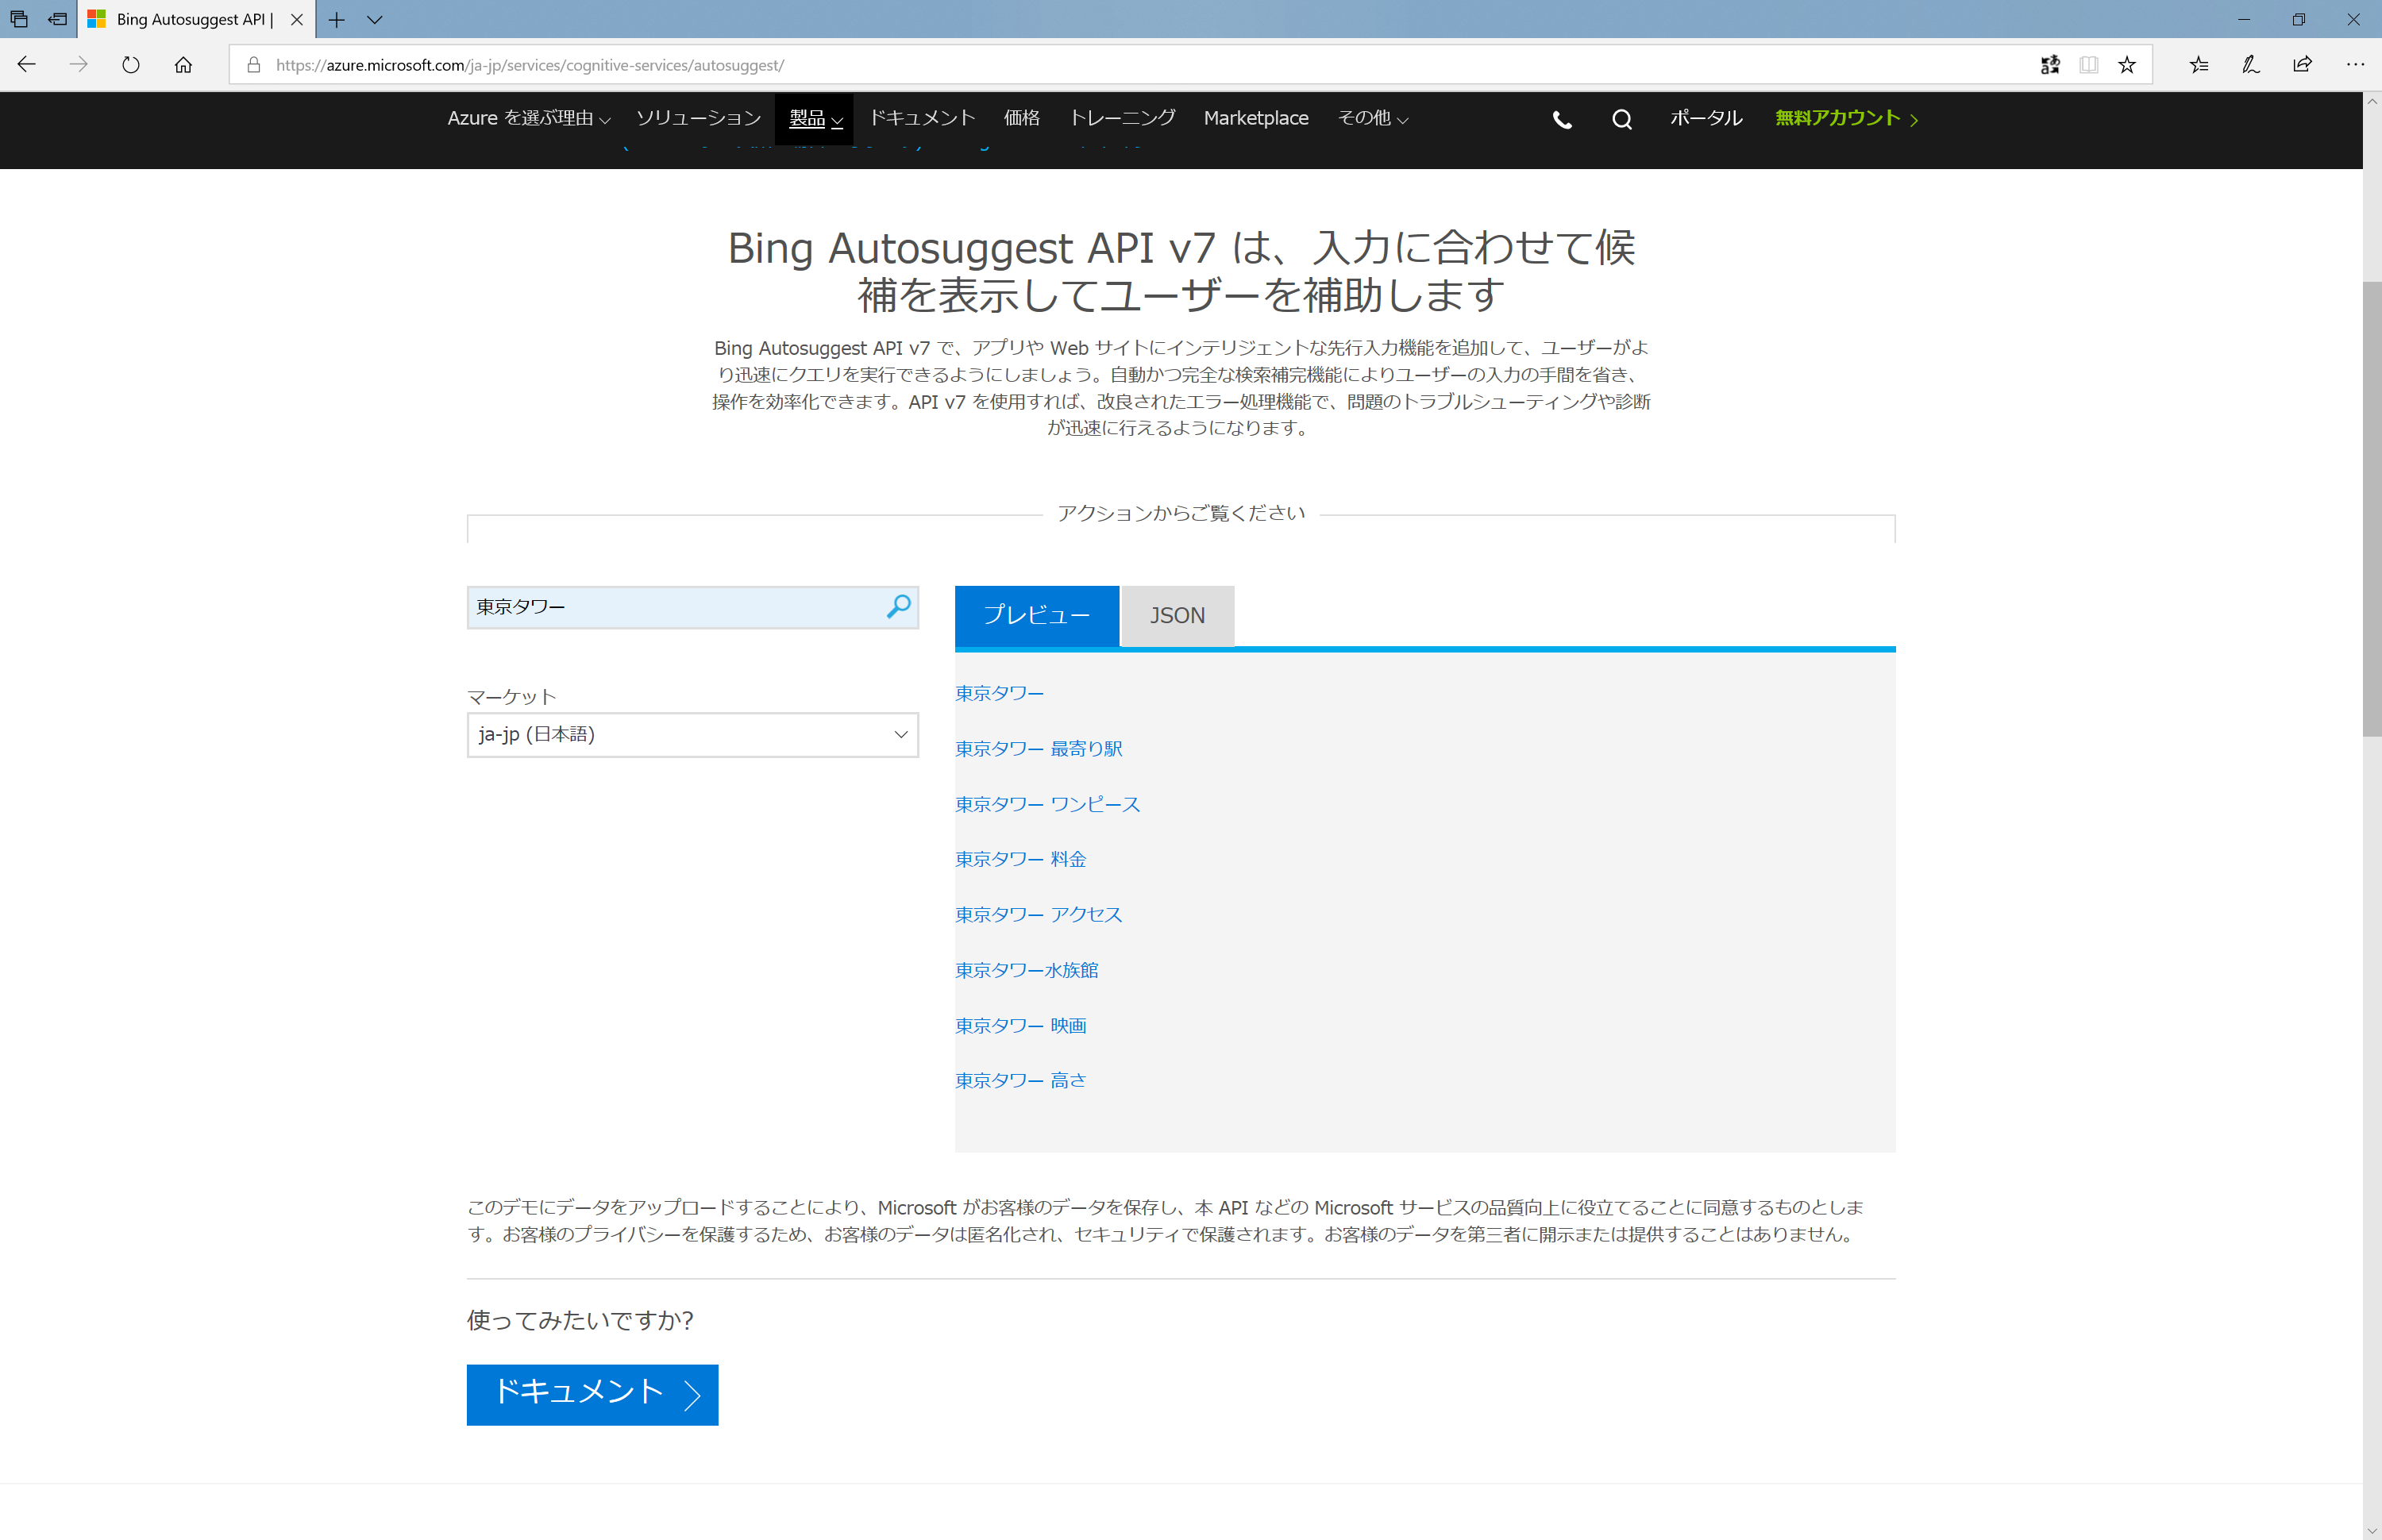 Bing Autosuggest API |
https://azure.microsoft.com/ja-jp/services/cognitive-services/autosuggest/
Azure を選ぶ理由 ソリューション 製品 ドキュメント 価格 トレーニング Marketplace その他 ポータル 無料アカウント
Bing Autosuggest API v7 は、入力に合わせて候
補を表示してユーザーを補助します
Bing Autosuggest API v7 で、アプリや Web サイトにインテリジェントな先行入力機能を追加して、ユーザーがよ
り迅速にクエリを実行できるようにしましょう。自動かつ完全な検索補完機能によりユーザーの入力の手間を省き、
操作を効率化できます。API v7 を使用すれば、改良されたエラー処理機能で、問題のトラブルシューティングや診断
が迅速に行えるようになります。
アクションからご覧ください
東京タワー
マーケット
ja-jp (日本語)
プレビュー JSON
東京タワー
東京タワー 最寄り駅
東京タワー ワンピース
東京タワー 料金
東京タワー アクセス
東京タワー水族館
東京タワー 映画
東京タワー 高さ
このデモにデータをアップロードすることにより、Microsoft がお客様のデータを保存し、本 API などの Microsoft サービスの品質向上に役立てることに同意するものとしま
す。お客様のプライバシーを保護するため、お客様のデータは匿名化され、セキュリティで保護されます。お客様のデータを第三者に開示または提供することはありません。
使ってみたいですか?
ドキュメント